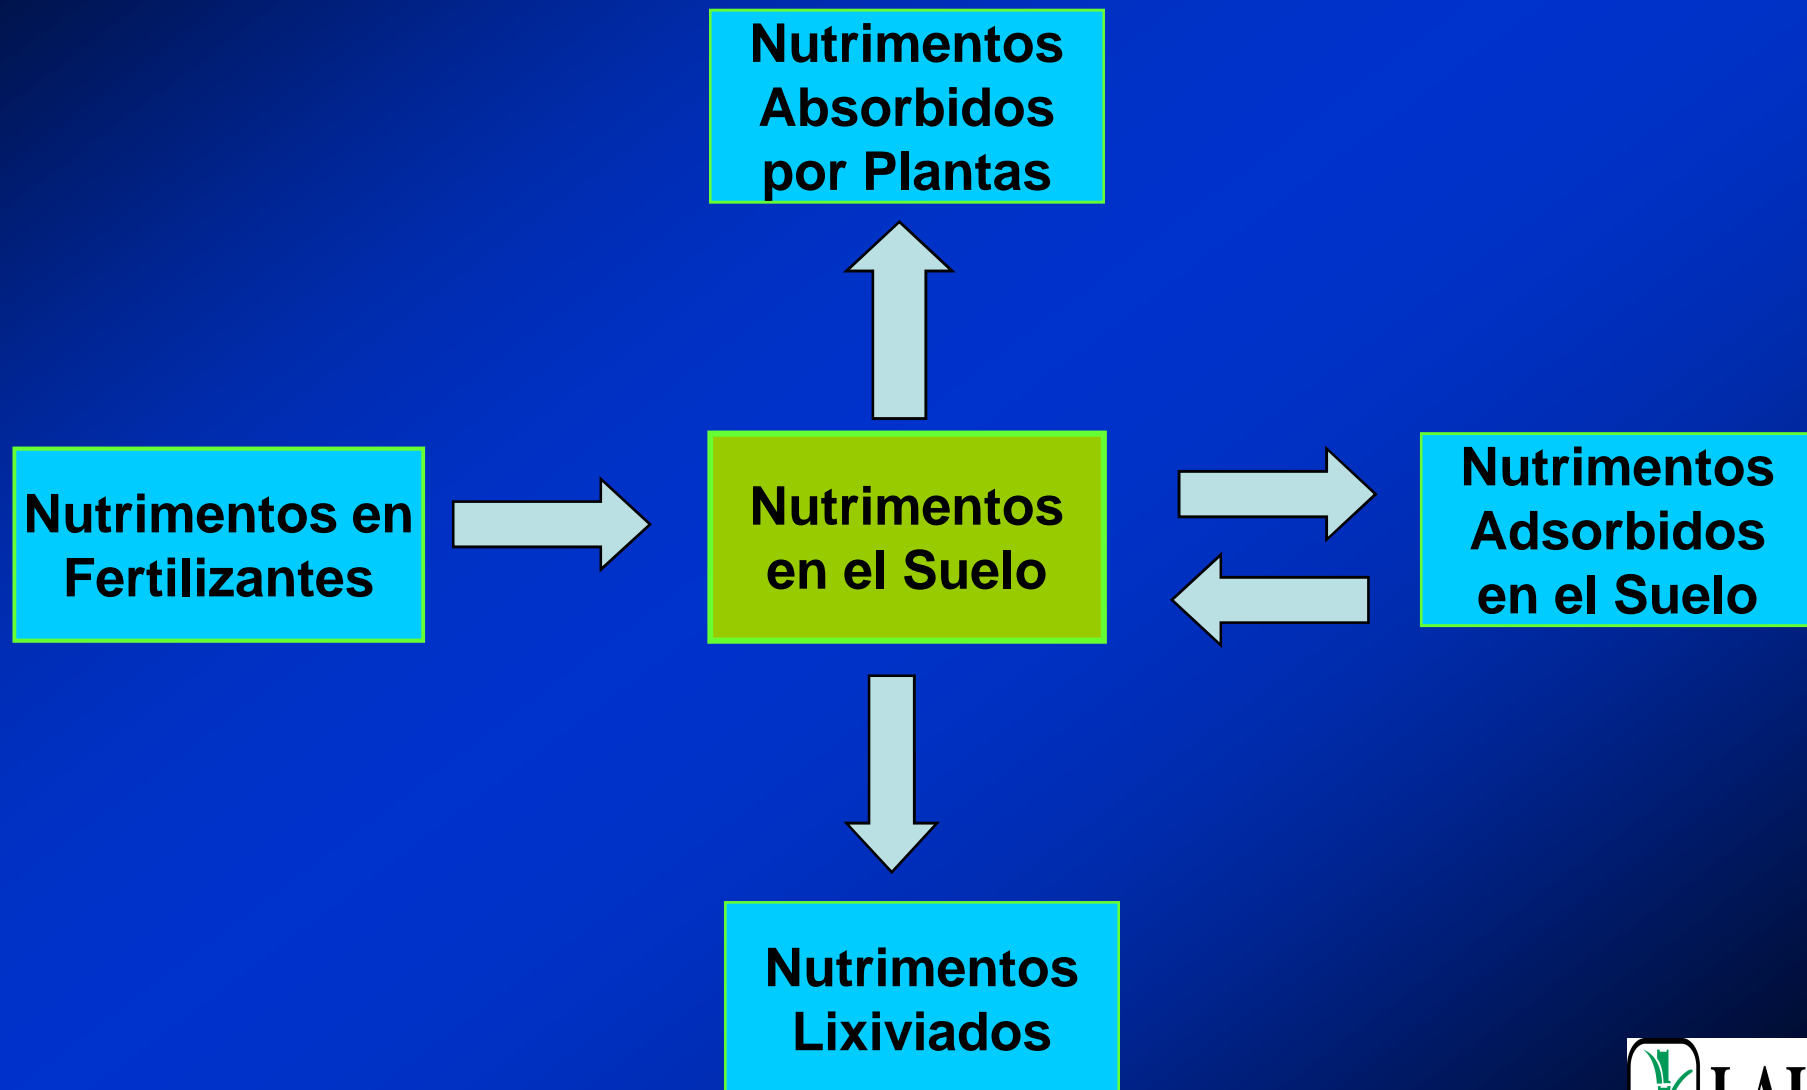 Nutrimentos
Absorbidos
por Plantas
Nutrimentos en
Fertilizantes
Nutrimentos
en el Suelo
Nutrimentos
Adsorbidos
en el Suelo
Nutrimentos
Lixiviados